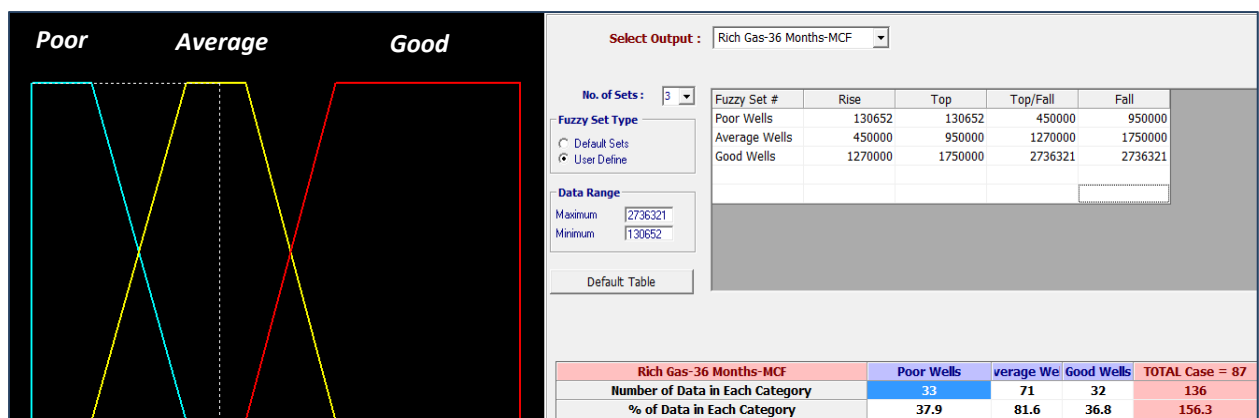 Poor Average Good
Select Output : Rich Gas-36 Months-MCF
No. of Sets : 3
Fuzzy Set Type
Default Sets
User Define
Data Range
Maximum 2736321
Minimum 130652
Default Table
Fuzzy Set # Rise Top Top/Fall Fall
Poor Wells 130652 130652 450000 950000
Average Wells 450000 950000 1270000 1750000
Good Wells 1270000 1750000 2736321 2736321
Rich Gas-36 Months-MCF Poor Wells verage We Good Wells TOTAL Case = 87
Number of Data in Each Category 33 71 32 136
% of Data in Each Category 37.9 81.6 36.8 156.3